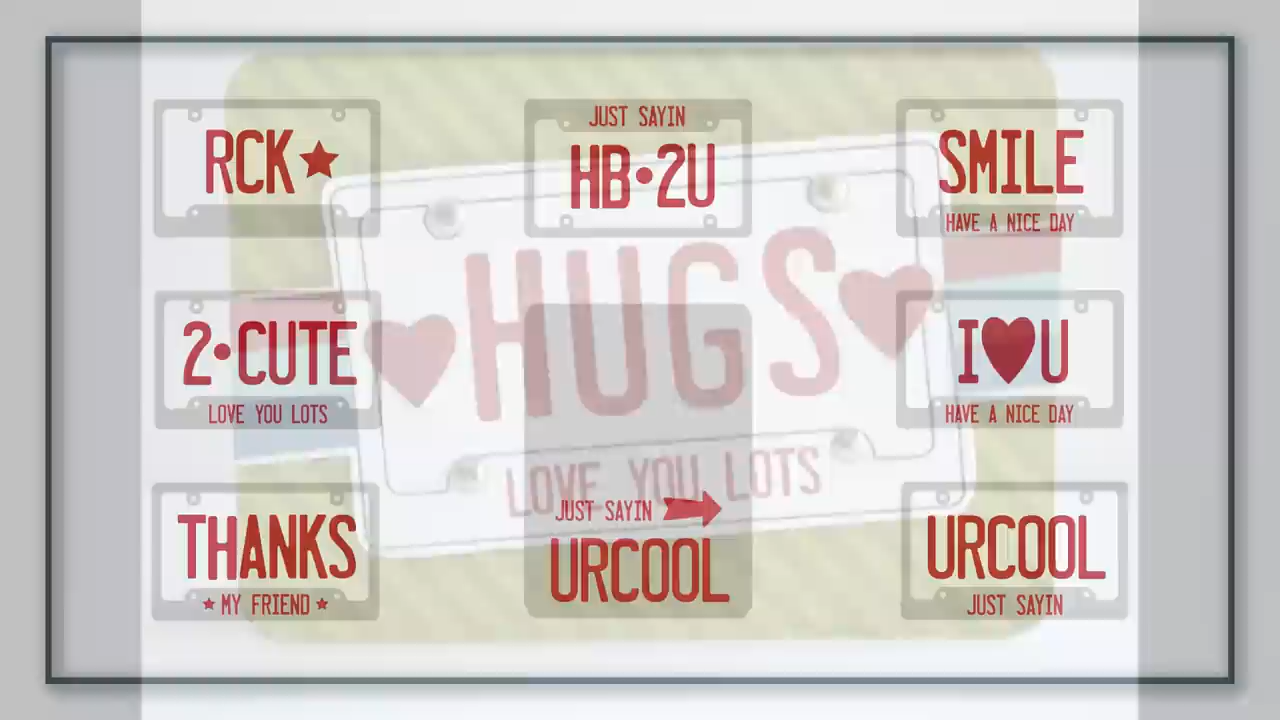 RCK★
JUST SAYIN
HB•2U
SMILE
HAVE A NICE DAY
2•CUTE
LOVE YOU LOTS
♥HUGS♥
LOVE YOU LOTS
I♥U
HAVE A NICE DAY
THANKS
★ MY FRIEND ★
JUST SAYIN
URCOOL
URCOOL
JUST SAYIN